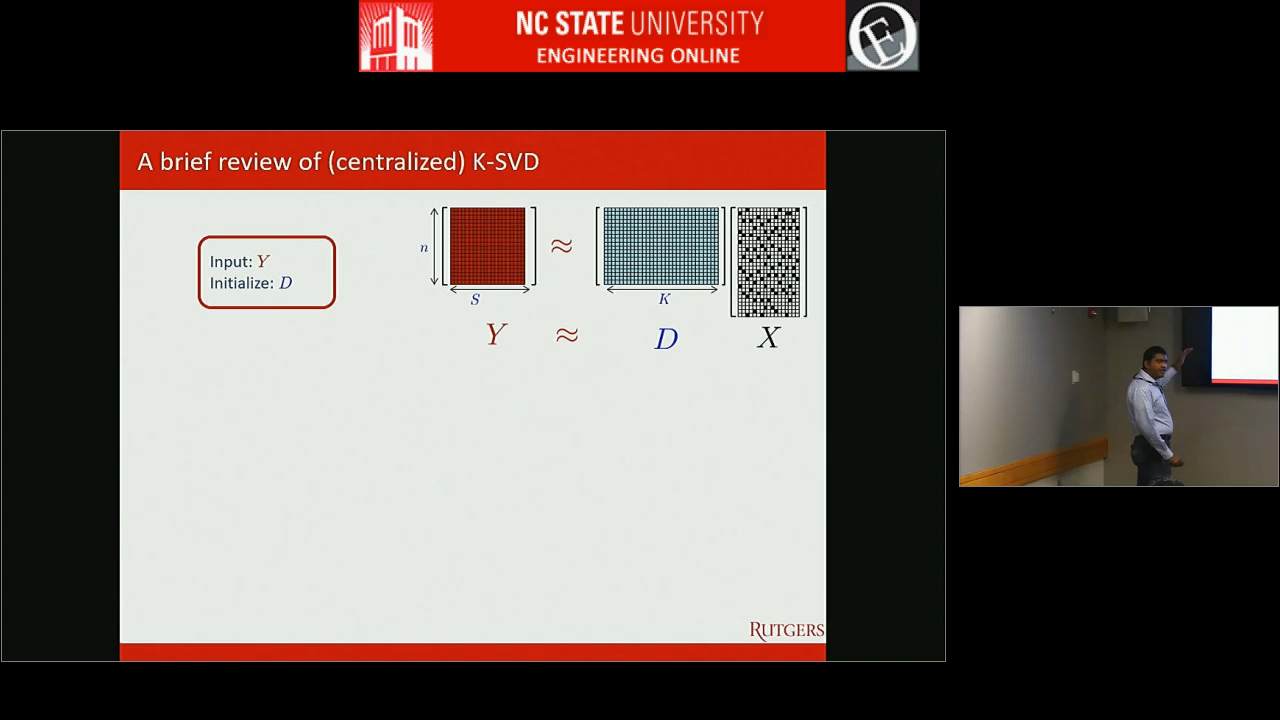 NC STATE UNIVERSITY
ENGINEERING ONLINE
E
A brief review of (centralized) K-SVD
Input: Y
Initialize: D
n
S
≈
K
Y ≈ D X
RUTGERS